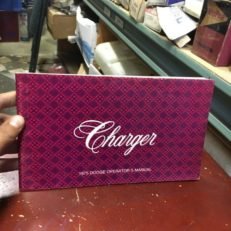 Charger
1975 DODGE OPERATOR'S MANUAL